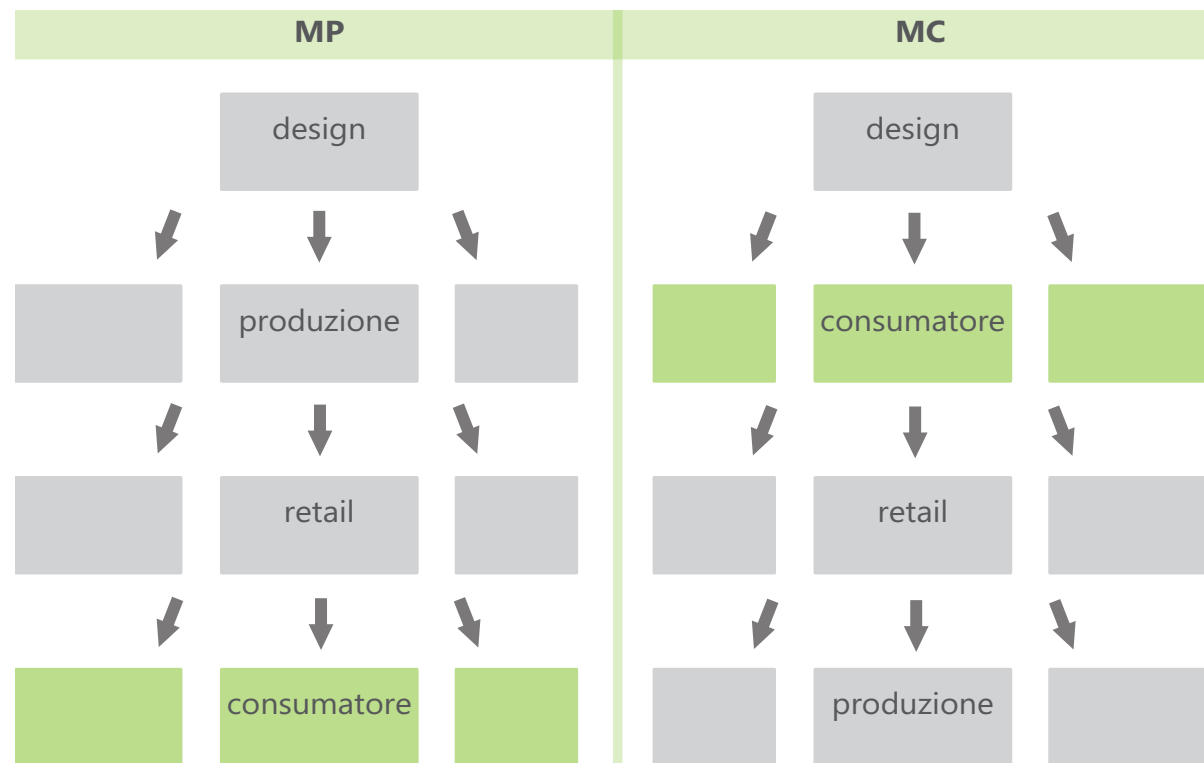 MP
MC
design
design
produzione
consumatore
retail
retail
consumatore
produzione